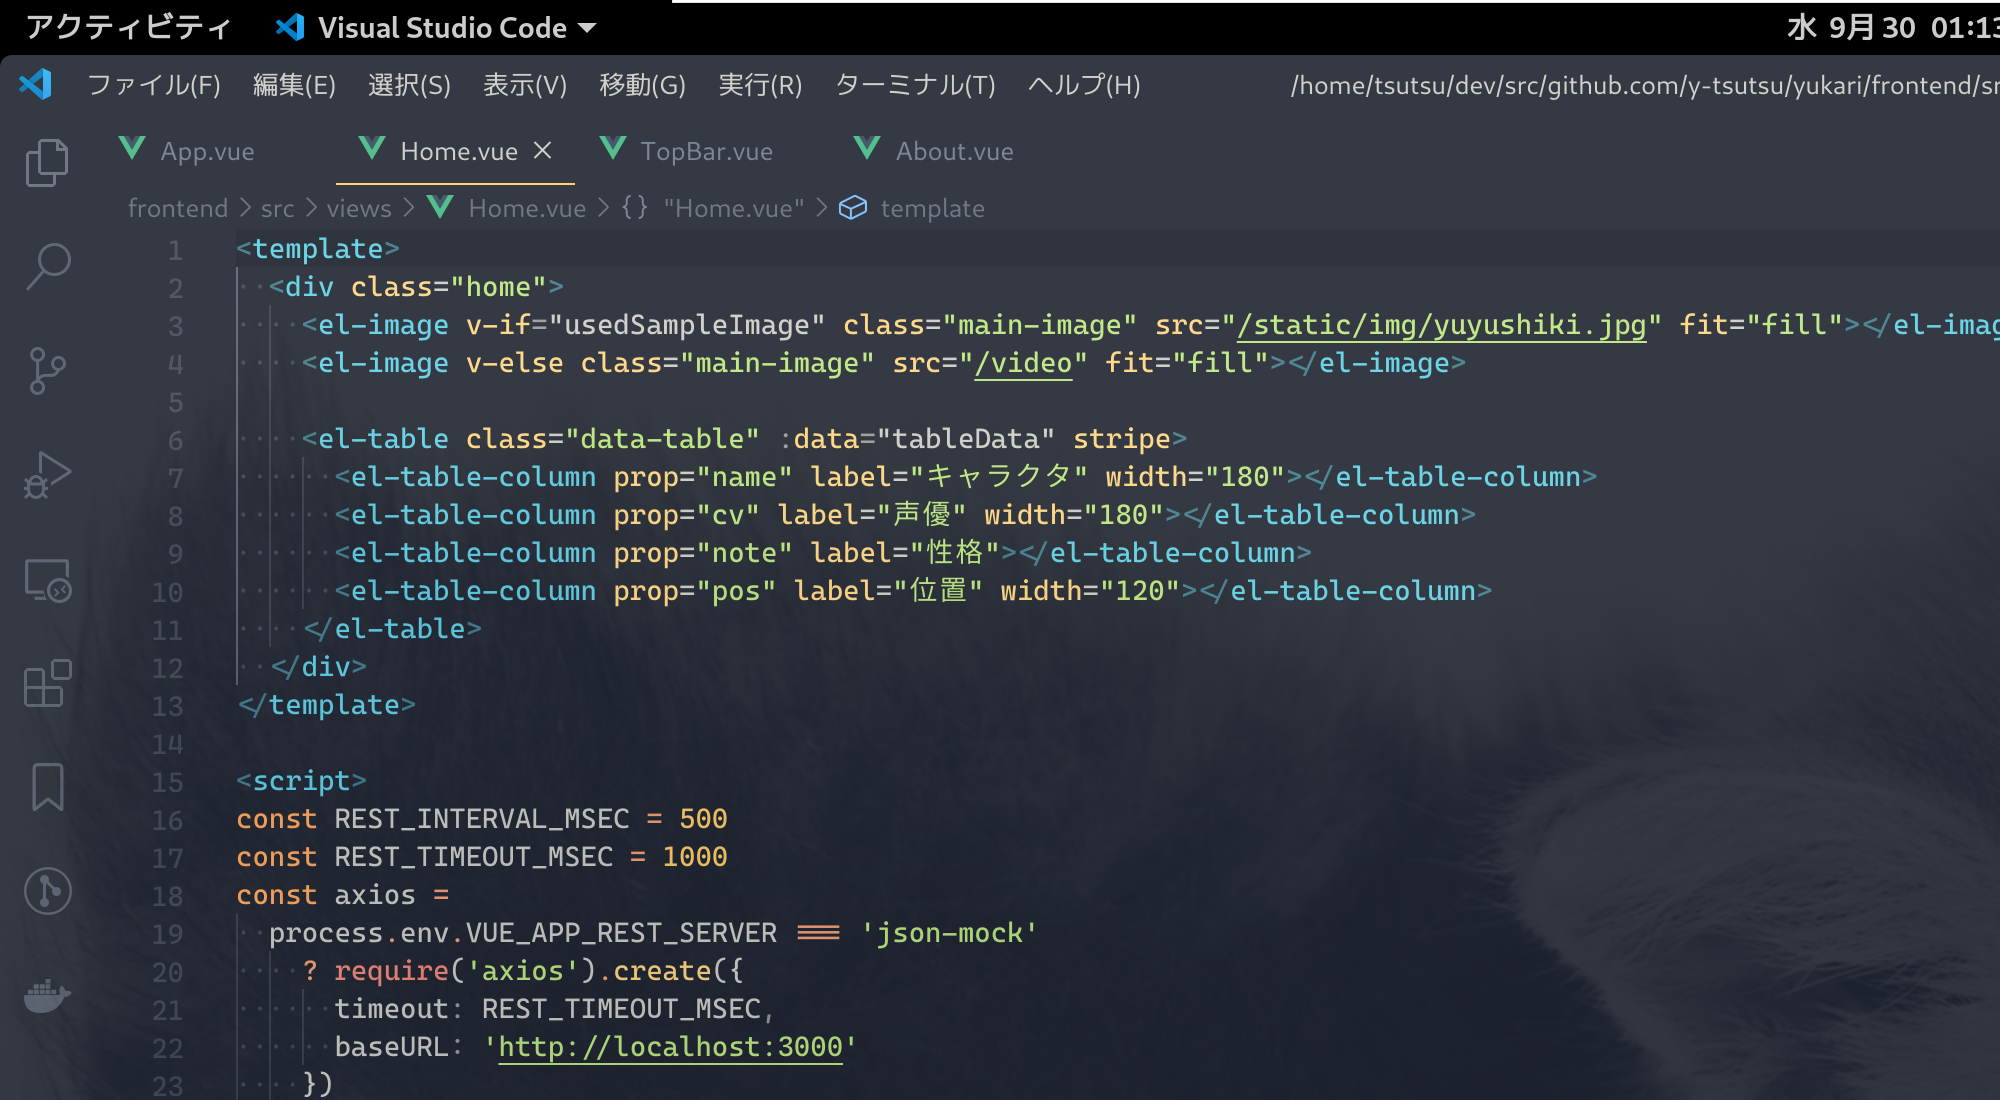 アクティビティ Visual Studio Code 水 9月 30 01:13
ファイル(F) 編集(E) 選択(S) 表示(V) 移動(G) 実行(R) ターミナル(T) ヘルプ(H) /home/tsutsu/dev/src/github.com/y-tsutsu/yukari/frontend/sr
App.vue Home.vue TopBar.vue About.vue
frontend > src > views > Home.vue > {} "Home.vue" > template
1 <template>
2 <div class="home">
3 <el-image v-if="usedSampleImage" class="main-image" src="/static/img/yuyushiki.jpg" fit="fill"></el-imag
4 <el-image v-else class="main-image" src="/video" fit="fill"></el-image>
5
6 <el-table class="data-table" :data="tableData" stripe>
7 <el-table-column prop="name" label="キャラクタ" width="180"></el-table-column>
8 <el-table-column prop="cv" label="声優" width="180"></el-table-column>
9 <el-table-column prop="note" label="性格"></el-table-column>
10 <el-table-column prop="pos" label="位置" width="120"></el-table-column>
11 </el-table>
12 </div>
13 </template>
14
15 <script>
16 const REST_INTERVAL_MSEC = 500
17 const REST_TIMEOUT_MSEC = 1000
18 const axios =
19 process.env.VUE_APP_REST_SERVER === 'json-mock'
20 ? require('axios').create({
21 timeout: REST_TIMEOUT_MSEC,
22 baseURL: 'http://localhost:3000'
23 })